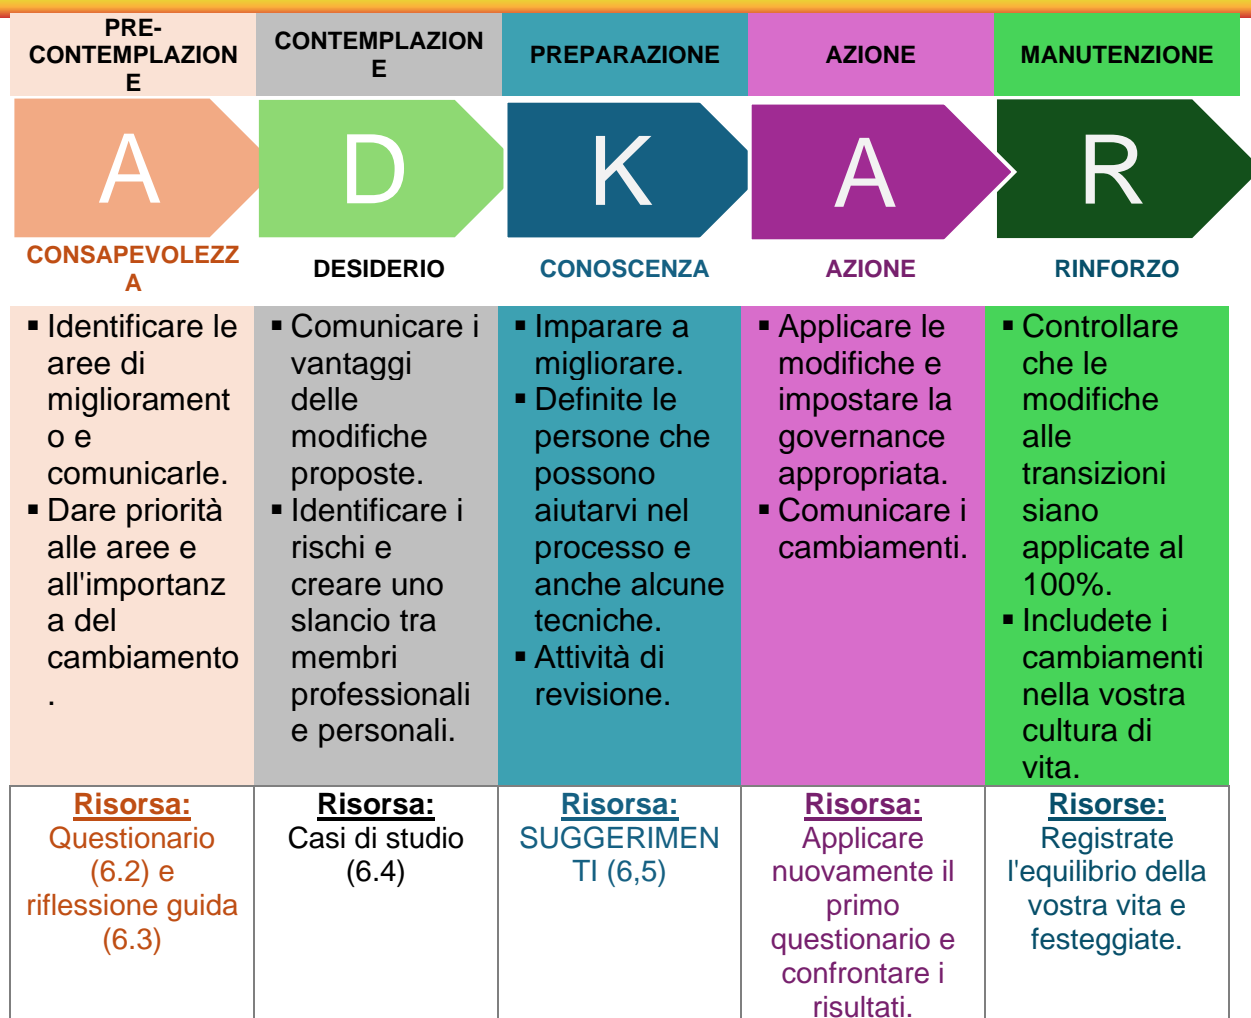 PRE-
CONTEMPLAZION
E
CONTEMPLAZION
E
PREPARAZIONE
AZIONE
MANUTENZIONE
A
D
K
A
R
CONSAPEVOLEZZ
A
DESIDERIO
CONOSCENZA
AZIONE
RINFORZO
▪ Identificare le
aree di
migliorament
o e
comunicarle.
▪ Dare priorità
alle aree e
all'importanz
a del
cambiamento
.
▪ Comunicare i
vantaggi
delle
modifiche
proposte.
▪ Identificare i
rischi e
creare uno
slancio tra
membri
professionali
e personali.
▪ Imparare a
migliorare.
▪ Definite le
persone che
possono
aiutarvi nel
processo e
anche alcune
tecniche.
▪ Attività di
revisione.
▪ Applicare le
modifiche e
impostare la
governance
appropriata.
▪ Comunicare i
cambiamenti.
▪ Controllare
che le
modifiche
alle
transizioni
siano
applicate al
100%.
▪ Includete i
cambiamenti
nella vostra
cultura di
vita.
Risorsa:
Questionario
(6.2) e
riflessione guida
(6.3)
Risorsa:
Casi di studio
(6.4)
Risorsa:
SUGGERIMEN
TI (6,5)
Risorsa:
Applicare
nuovamente il
primo
questionario e
confrontare i
risultati.
Risorse:
Registrate
l'equilibrio della
vostra vita e
festeggiate.